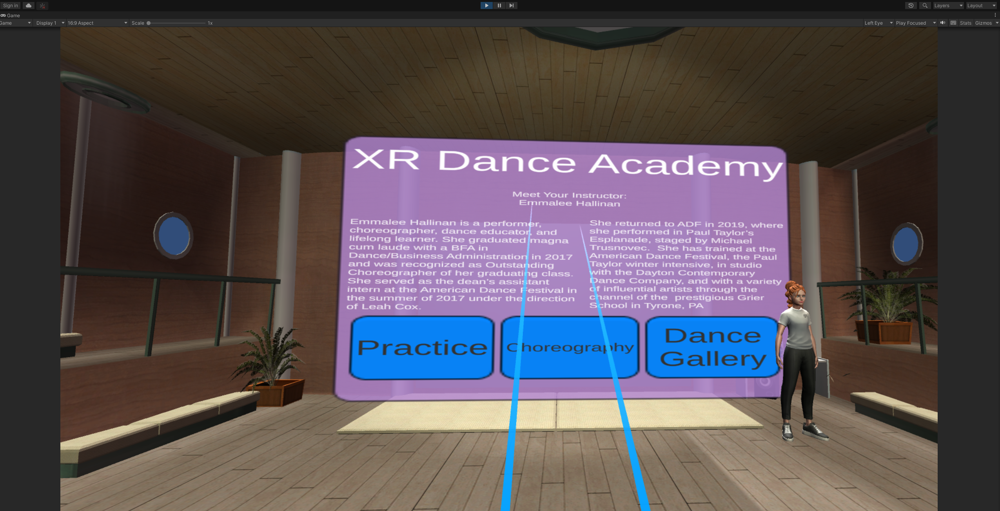 Sign in
Layers
Layout
Game
Game
Display 1
16:9 Aspect
Scale
1x
Left Eye
Play Focused
Stats
Gizmos
XR Dance Academy
Meet Your Instructor:
Emmalee Hallinan
Emmalee Hallinan is a performer,
choreographer, dance educator, and
lifelong learner. She graduated magna
cum laude with a BFA in
Dance/Business Administration in 2017
and was recognized as Outstanding
Choreographer of her graduating class.
She served as the dean's assistant
intern at the American Dance Festival in
the summer of 2017 under the direction
of Leah Cox.
She returned to ADF in 2019, where
she performed in Paul Taylor's
Esplanade, staged by Michael
Trusnovec.  She has trained at the
American Dance Festival, the Paul
Taylor winter intensive, in studio
with the Dayton Contemporary
Dance Company, and with a variety
of influential artists through the
channel of the  prestigious Grier
School in Tyrone, PA
Practice
Choreography
Dance
Gallery